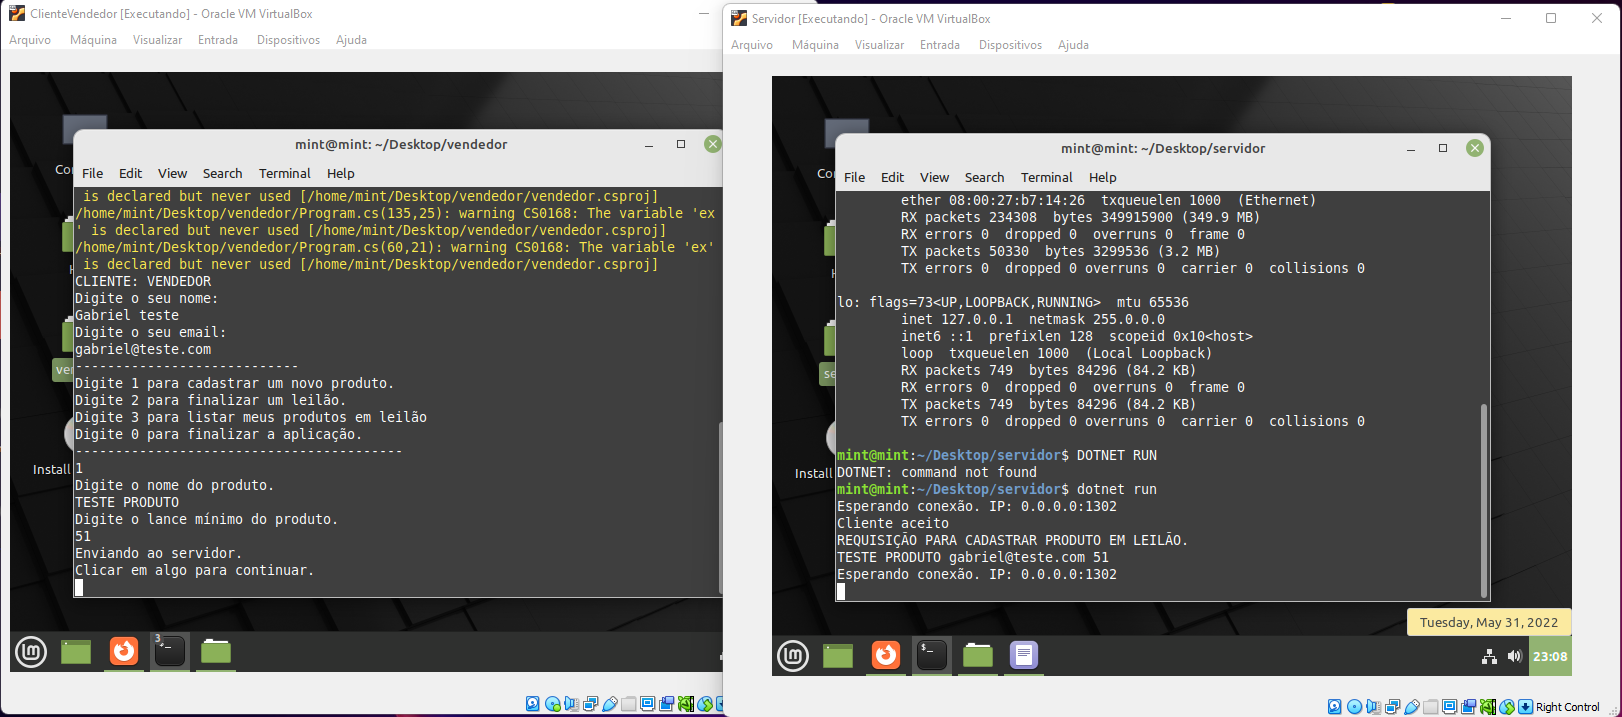 ClienteVendedor [Executando] - Oracle VM VirtualBox
Arquivo Máquina Visualizar Entrada Dispositivos Ajuda
mint@mint: ~/Desktop/vendedor
File Edit View Search Terminal Help
is declared but never used [/home/mint/Desktop/vendedor/vendedor.csproj]
/home/mint/Desktop/vendedor/Program.cs(135,25): warning CS0168: The variable 'ex
' is declared but never used [/home/mint/Desktop/vendedor/vendedor.csproj]
/home/mint/Desktop/vendedor/Program.cs(60,21): warning CS0168: The variable 'ex'
is declared but never used [/home/mint/Desktop/vendedor/vendedor.csproj]
CLIENTE: VENDEDOR
Digite o seu nome:
Gabriel teste
Digite o seu email:
gabriel@teste.com
----------------------------
Digite 1 para cadastrar um novo produto.
Digite 2 para finalizar um leilão.
Digite 3 para listar meus produtos em leilão
Digite 0 para finalizar a aplicação.
-----------------------------------------
1
Digite o nome do produto.
TESTE PRODUTO
Digite o lance mínimo do produto.
51
Enviando ao servidor.
Clicar em algo para continuar.
Co
H
ve
Install
Servidor [Executando] - Oracle VM VirtualBox
Arquivo Máquina Visualizar Entrada Dispositivos Ajuda
mint@mint: ~/Desktop/servidor
File Edit View Search Terminal Help
ether 08:00:27:b7:14:26 txqueuelen 1000 (Ethernet)
RX packets 234308 bytes 349915900 (349.9 MB)
RX errors 0 dropped 0 overruns 0 frame 0
TX packets 50330 bytes 3299536 (3.2 MB)
TX errors 0 dropped 0 overruns 0 carrier 0 collisions 0
lo: flags=73<UP,LOOPBACK,RUNNING> mtu 65536
inet 127.0.0.1 netmask 255.0.0.0
inet6 ::1 prefixlen 128 scopeid 0x10<host>
loop txqueuelen 1000 (Local Loopback)
RX packets 749 bytes 84296 (84.2 KB)
RX errors 0 dropped 0 overruns 0 frame 0
TX packets 749 bytes 84296 (84.2 KB)
TX errors 0 dropped 0 overruns 0 carrier 0 collisions 0
mint@mint:~/Desktop/servidor$ DOTNET RUN
DOTNET: command not found
mint@mint:~/Desktop/servidor$ dotnet run
Esperando conexão. IP: 0.0.0.0:1302
Cliente aceito
REQUISIÇÃO PARA CADASTRAR PRODUTO EM LEILÃO.
TESTE PRODUTO gabriel@teste.com 51
Esperando conexão. IP: 0.0.0.0:1302
Co
se
Install
Tuesday, May 31, 2022
23:08
Right Control